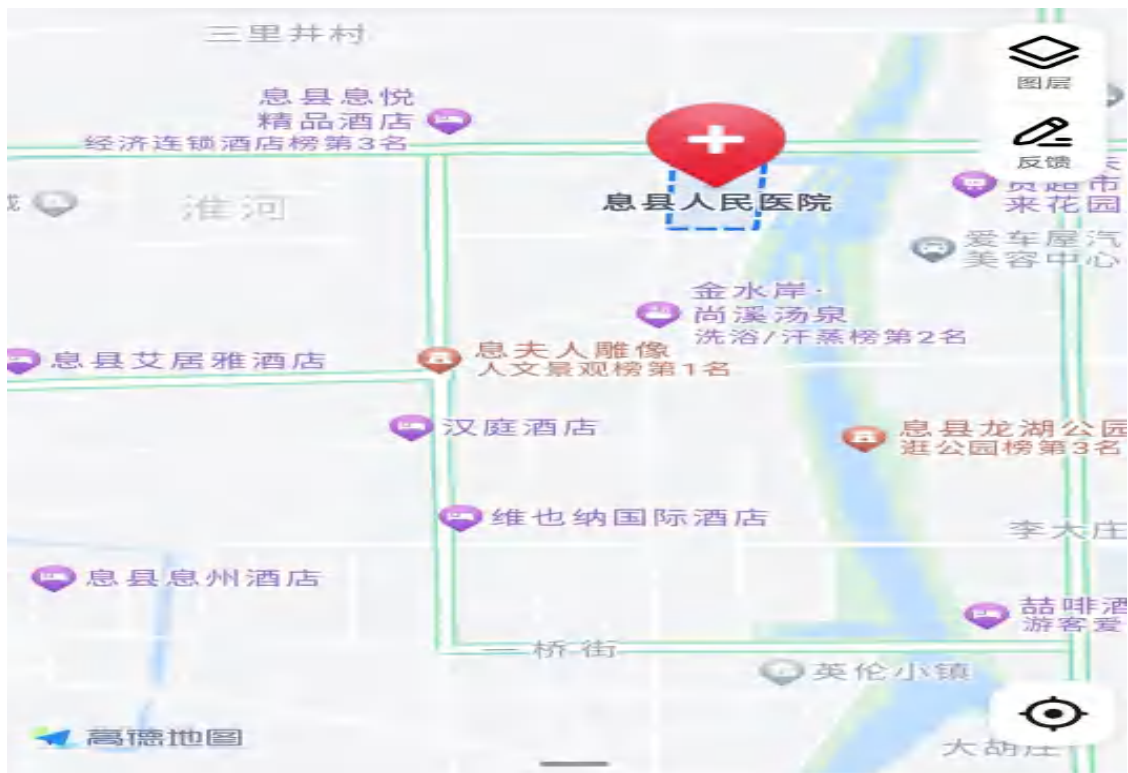 三里井村
图层
息县息悦
精品酒店
经济连锁酒店榜第3名
反馈
贸超市
来花园
淮河
息县人民医院
爱车屋汽
美容中心
金水岸·
尚溪汤泉
洗浴/汗蒸榜第2名
息县艾居雅酒店
息夫人雕像
人文景观榜第1名
汉庭酒店
息县龙湖公园
逛公园榜第3名
维也纳国际酒店
李大庄
息县息州酒店
喆啡酒
游客爱
一桥街
英伦小镇
高德地图
大胡庄